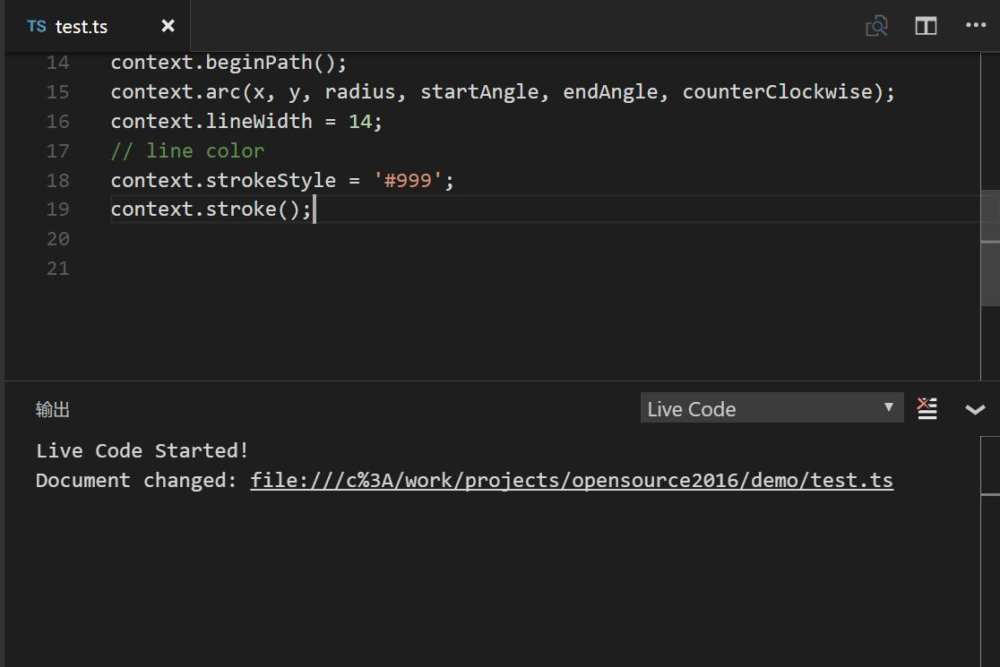 TS test.ts
14 context.beginPath();
15 context.arc(x, y, radius, startAngle, endAngle, counterClockwise);
16 context.lineWidth = 14;
17 // line color
18 context.strokeStyle = '#999';
19 context.stroke();
20
21
输出 Live Code
Live Code Started!
Document changed: file:///c%3A/work/projects/opensource2016/demo/test.ts